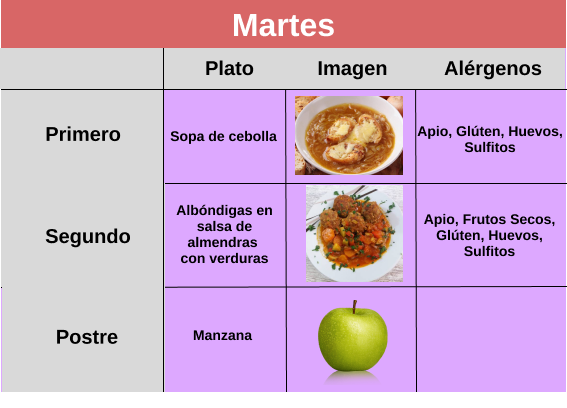 Martes
Plato
Imagen
Alérgenos
Primero
Sopa de cebolla
Apio, Glúten, Huevos,
Sulfitos
Segundo
Albóndigas en
salsa de
almendras
con verduras
Apio, Frutos Secos,
Glúten, Huevos,
Sulfitos
Postre
Manzana